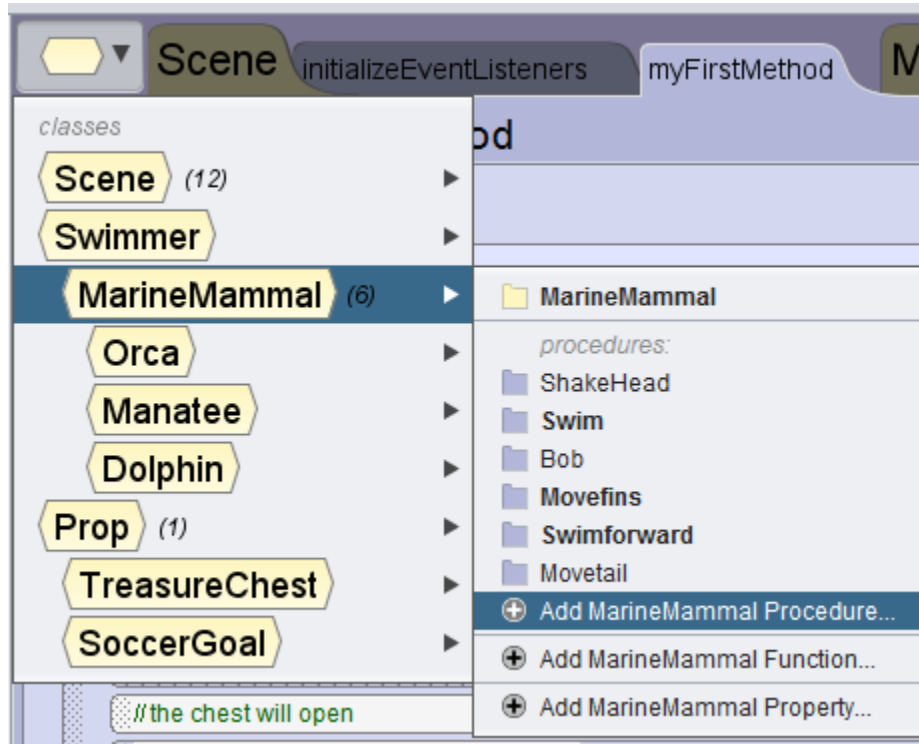 Scene initializeEventListeners myFirstMethod M
classes od
Scene (12)
Swimmer
MarineMammal (6)
Orca
Manatee
Dolphin
Prop (1)
TreasureChest
SoccerGoal
MarineMammal
procedures:
ShakeHead
Swim
Bob
Movefins
Swimforward
Movetail
Add MarineMammal Procedure...
Add MarineMammal Function...
Add MarineMammal Property...
//the chest will open